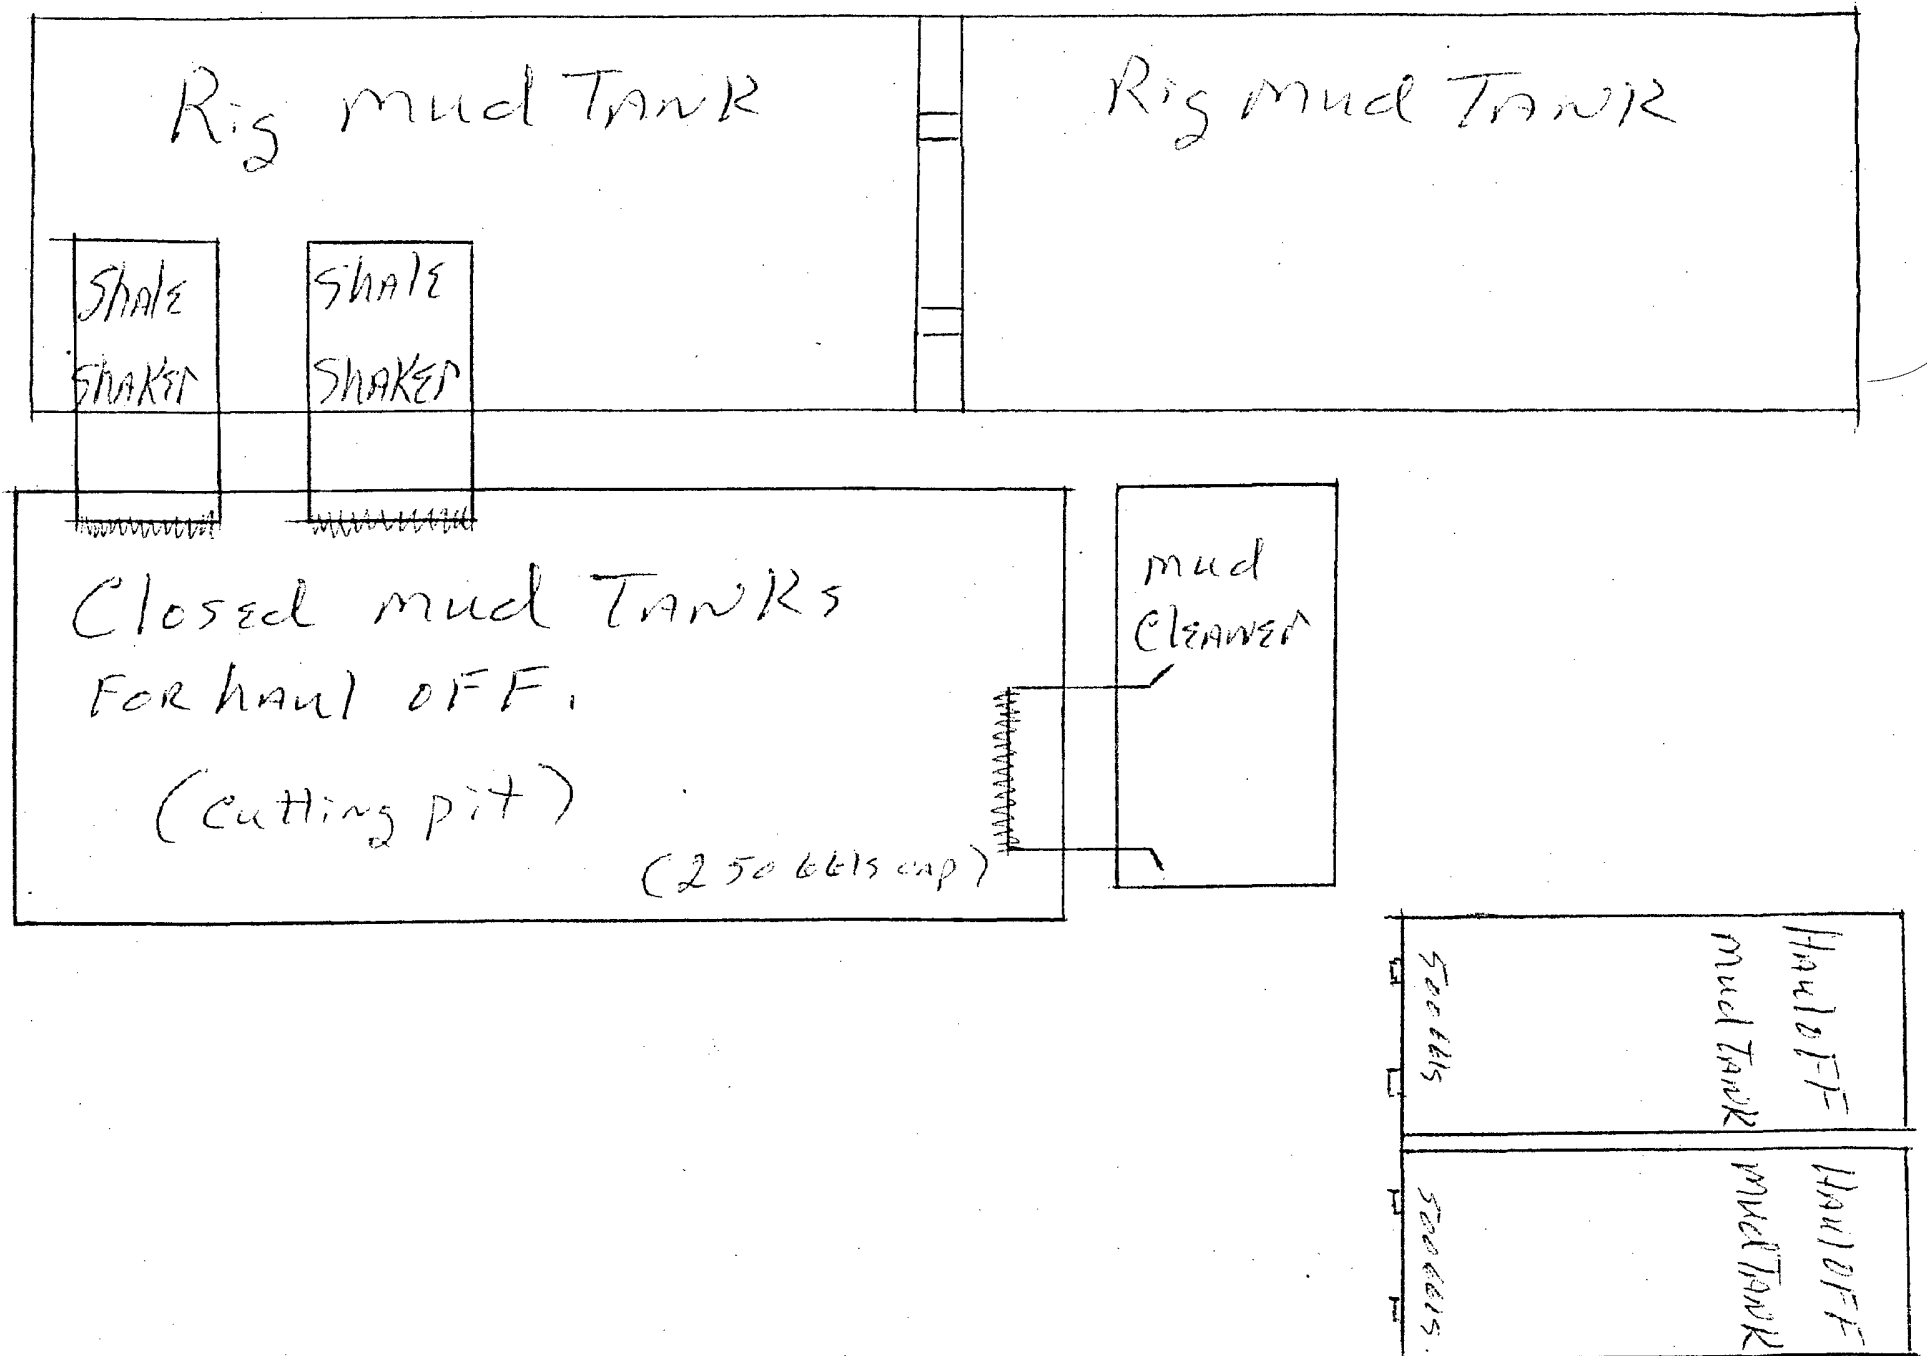 Rig mud TANK
Rig mud TANK
Shale
Shaker
Shale
Shaker
Closed mud TANKs
FOR haul OFF.
(cutting pit)
(250 bbls cap)
mud
Cleaner
Haul OFF
mud TANK
500 bbls
Haul OFF
mud TANK
500 bbls.